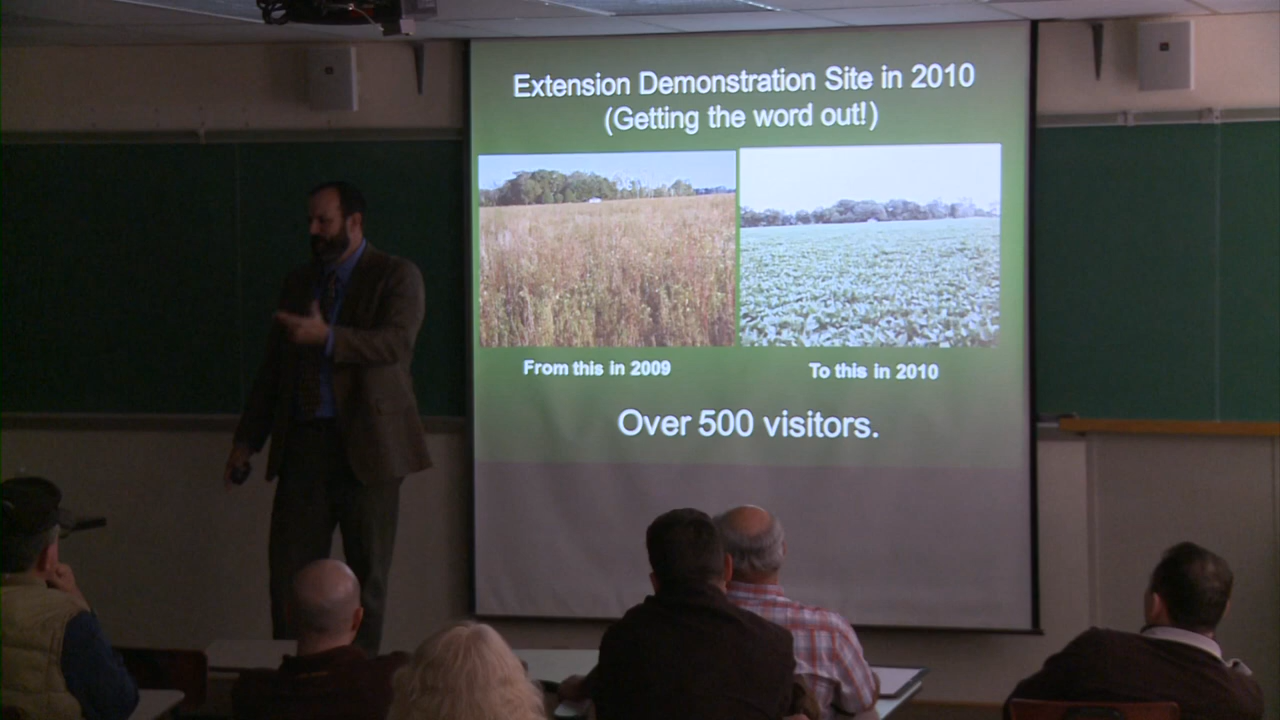 Extension Demonstration Site in 2010
(Getting the word out!)
From this in 2009
To this in 2010
Over 500 visitors.